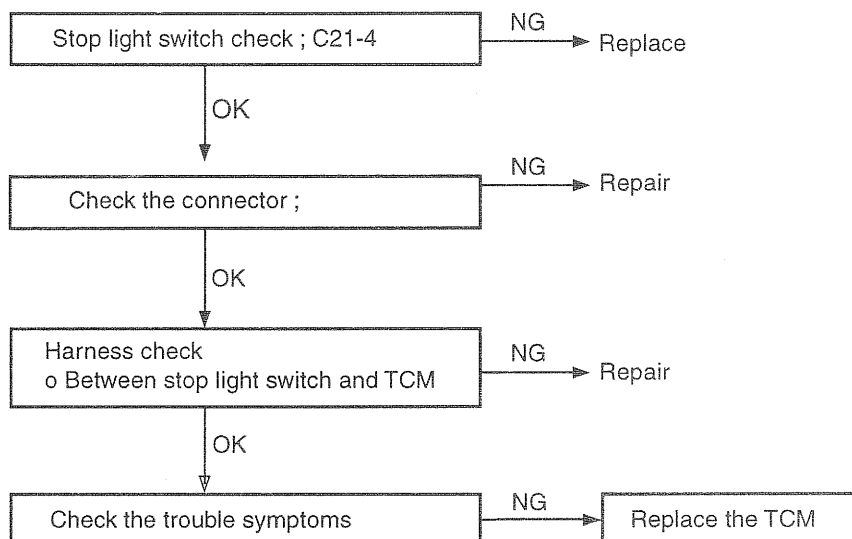 Stop light switch check ; C21-4
NG
Replace
OK
Check the connector ;
NG
Repair
OK
Harness check
o Between stop light switch and TCM
NG
Repair
OK
Check the trouble symptoms
NG
Replace the TCM